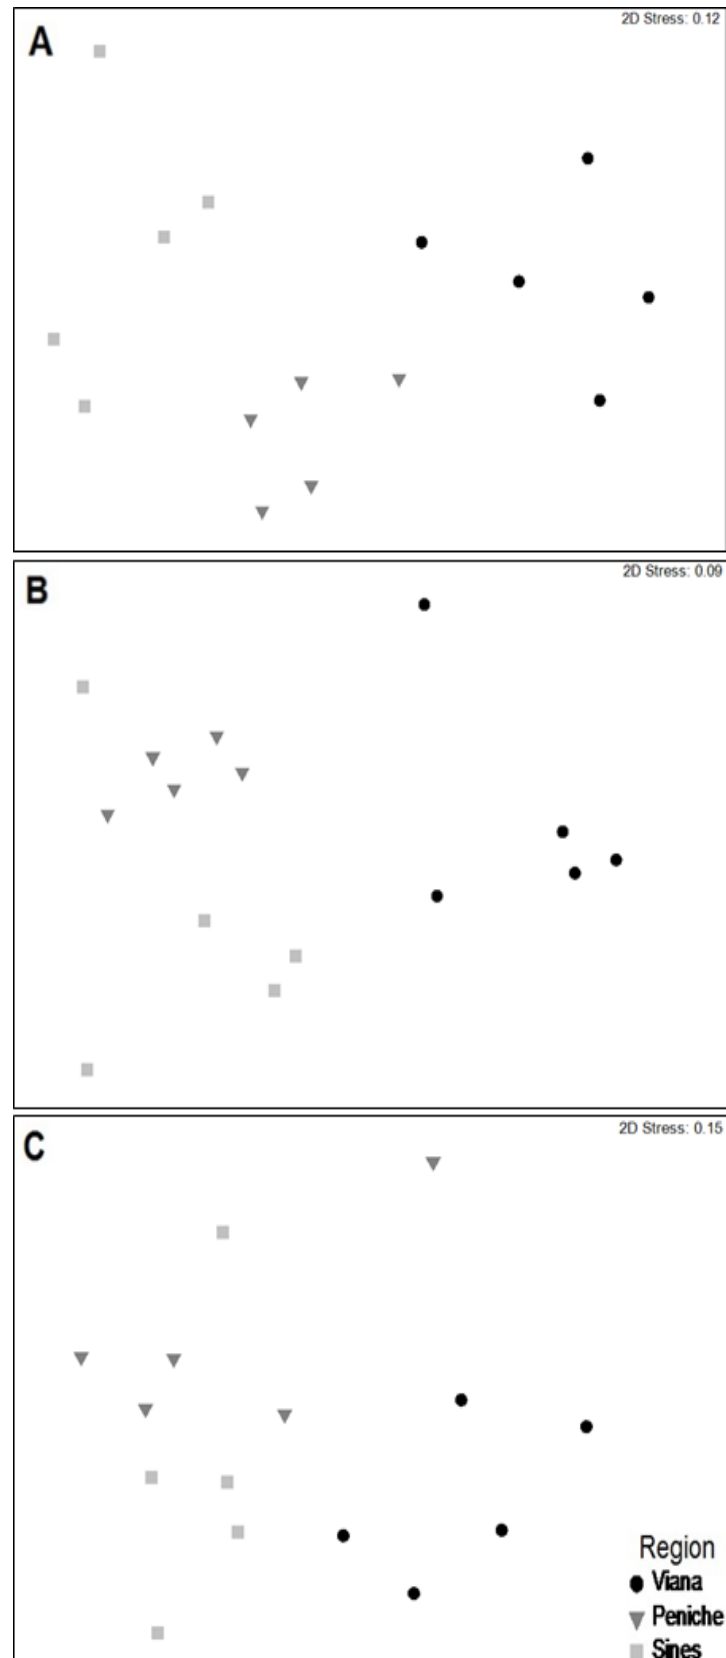 2D Stress: 0.12
A
2D Stress: 0.09
B
2D Stress: 0.15
C
Region
Viana
Peniche
Sines